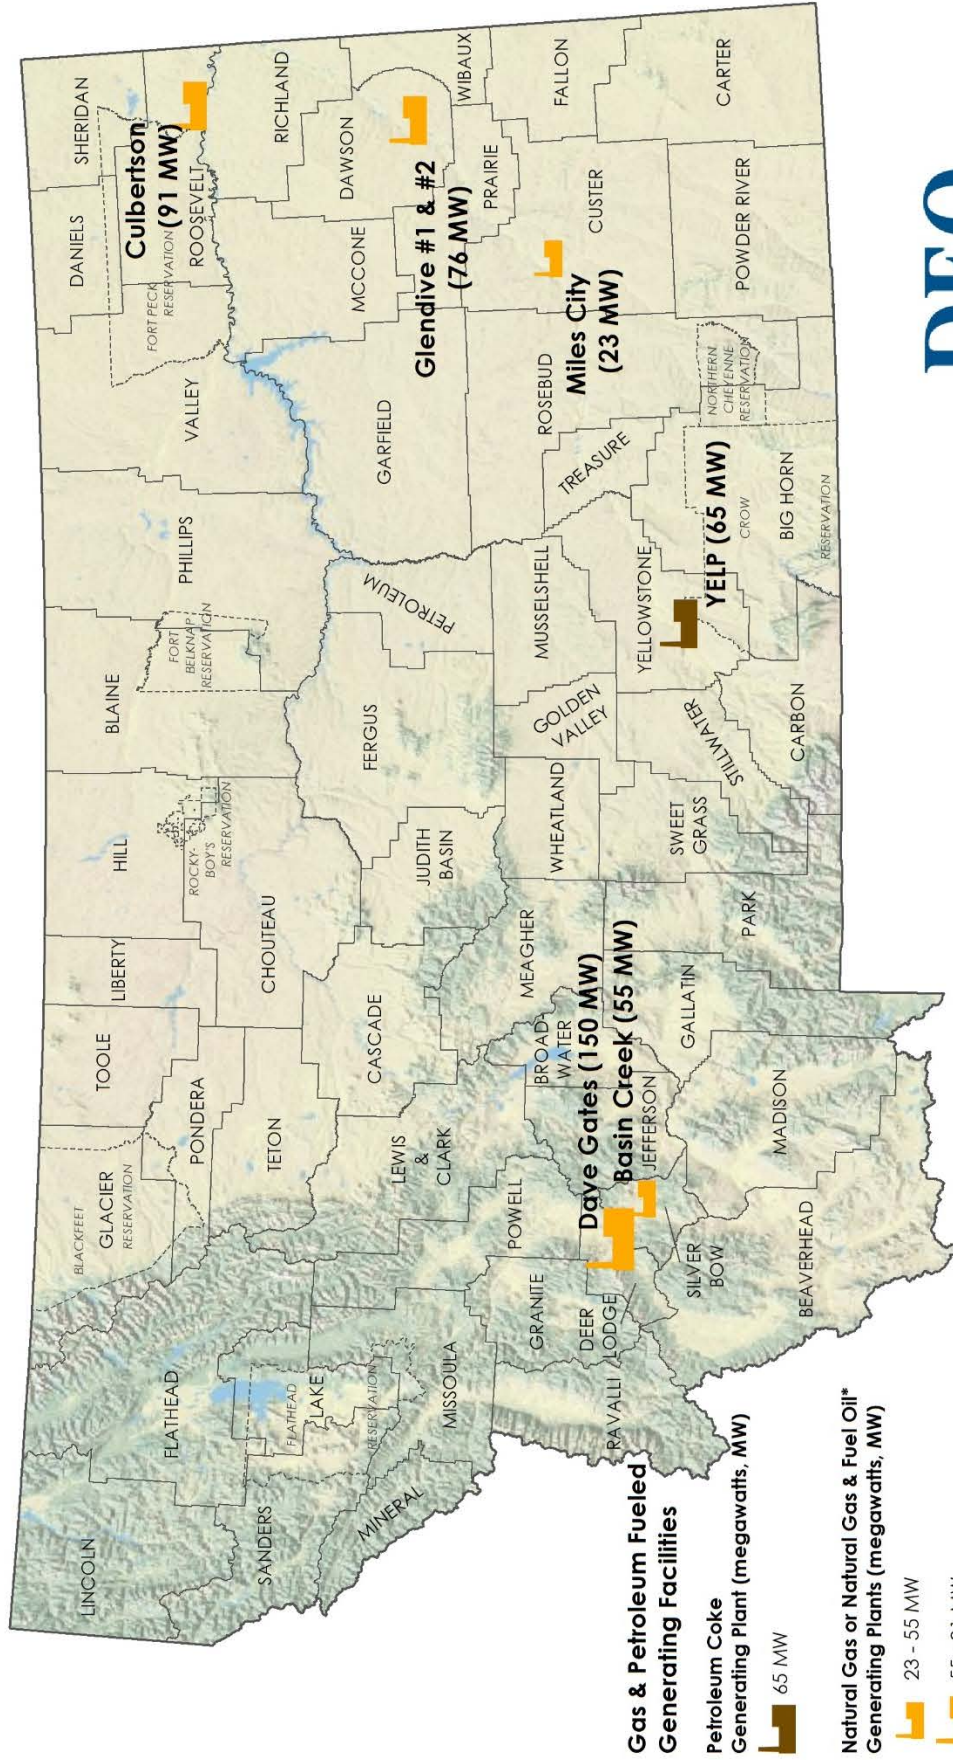 SHERIDAN
DANIELS
Culbertson
(91 MW)
FORT PECK
RESERVATION
ROOSEVELT
VALLEY
PHILLIPS
BLAINE
FORT
BELKNAP
RESERVATION
HILL
ROCKY
BOY'S
RESERVATION
LIBERTY
TOOLE
BLACKFEET
GLACIER
RESERVATION
PONDERA
CHOUTEAU
TETON
FLATHEAD
LINCOLN
SANDERS
FLATHEAD
LAKE
RESERVATION
MINERAL
MISSOULA
LEWIS
&
CLARK
CASCADE
JUDITH
BASIN
FERGUS
PETROLEUM
GARFIELD
MCCONE
RICHLAND
DAWSON
Glendive #1 & #2
(76 MW)
WIBAUX
PRAIRIE
FALLON
CUSTER
Miles City
(23 MW)
ROSEBUD
TREASURE
MUSSELSHELL
GOLDEN
VALLEY
WHEATLAND
MEAGHER
BROAD
WATER
POWELL
GRANITE
DEER
LODGE
RAVALLI
Dave Gates (150 MW)
Basin Creek (55 MW)
JEFFERSON
SILVER
BOW
GALLATIN
PARK
SWEET
GRASS
STILLWATER
YELLOWSTONE
YELP (65 MW)
CROW
BIG HORN
RESERVATION
NORTHERN
CHEYENNE
RESERVATION
POWDER RIVER
CARTER
CARBON
MADISON
BEAVERHEAD
Gas & Petroleum Fueled
Generating Facilities
Petroleum Coke
Generating Plant (megawatts, MW)
65 MW
Natural Gas or Natural Gas & Fuel Oil*
Generating Plants (megawatts, MW)
23 - 55 MW